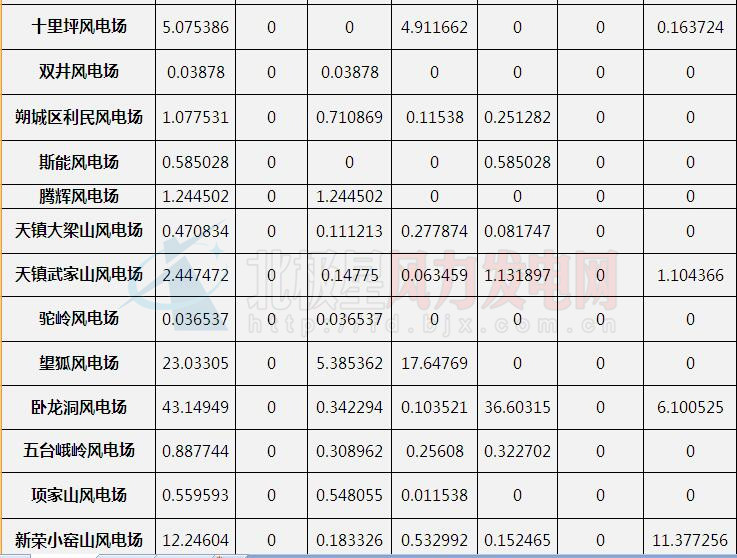 十里坪风电场 5.075386 0 0 4.911662 0 0 0.163724
双井风电场 0.03878 0 0.03878 0 0 0 0
朔城区利民风电场 1.077531 0 0.710869 0.11538 0.251282 0 0
斯能风电场 0.585028 0 0 0 0.585028 0 0
腾辉风电场 1.244502 0 1.244502 0 0 0 0
天镇大梁山风电场 0.470834 0 0.111213 0.277874 0.081747 0 0
天镇武家山风电场 2.447472 0 0.14775 0.063459 1.131897 0 1.104366
北极星风力发电网
驼岭风电场 0.036537 0 0.036537 0 0 0 0
http://fd.bjx.com.cn
望狐风电场 23.03305 0 5.385362 17.64769 0 0 0
卧龙洞风电场 43.14949 0 0.342294 0.103521 36.60315 0 6.100525
五台峨岭风电场 0.887744 0 0.308962 0.25608 0.322702 0 0
项家山风电场 0.559593 0 0.548055 0.011538 0 0 0
新荣小窑山风电场 12.24604 0 0.183326 0.532992 0.152465 0 11.377256